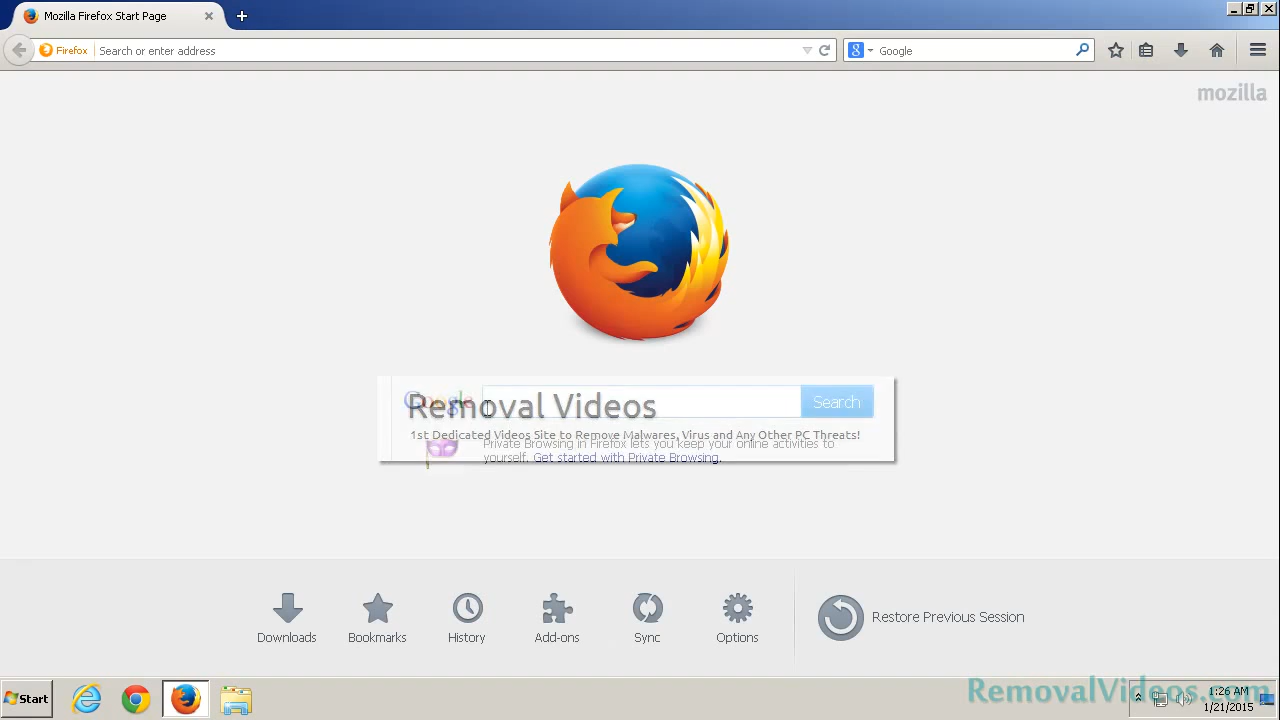 Mozilla Firefox Start Page
Firefox
Search or enter address
Google
mozilla
Google
Search
Removal Videos
1st Dedicated Videos Site to Remove Malwares, Virus and Any Other PC Threats!
Private Browsing in Firefox lets you keep your online activities to
yourself. Get started with Private Browsing.
Downloads
Bookmarks
History
Add-ons
Sync
Options
Restore Previous Session
Start
RemovalVideos.com
1:26 AM
1/21/2015